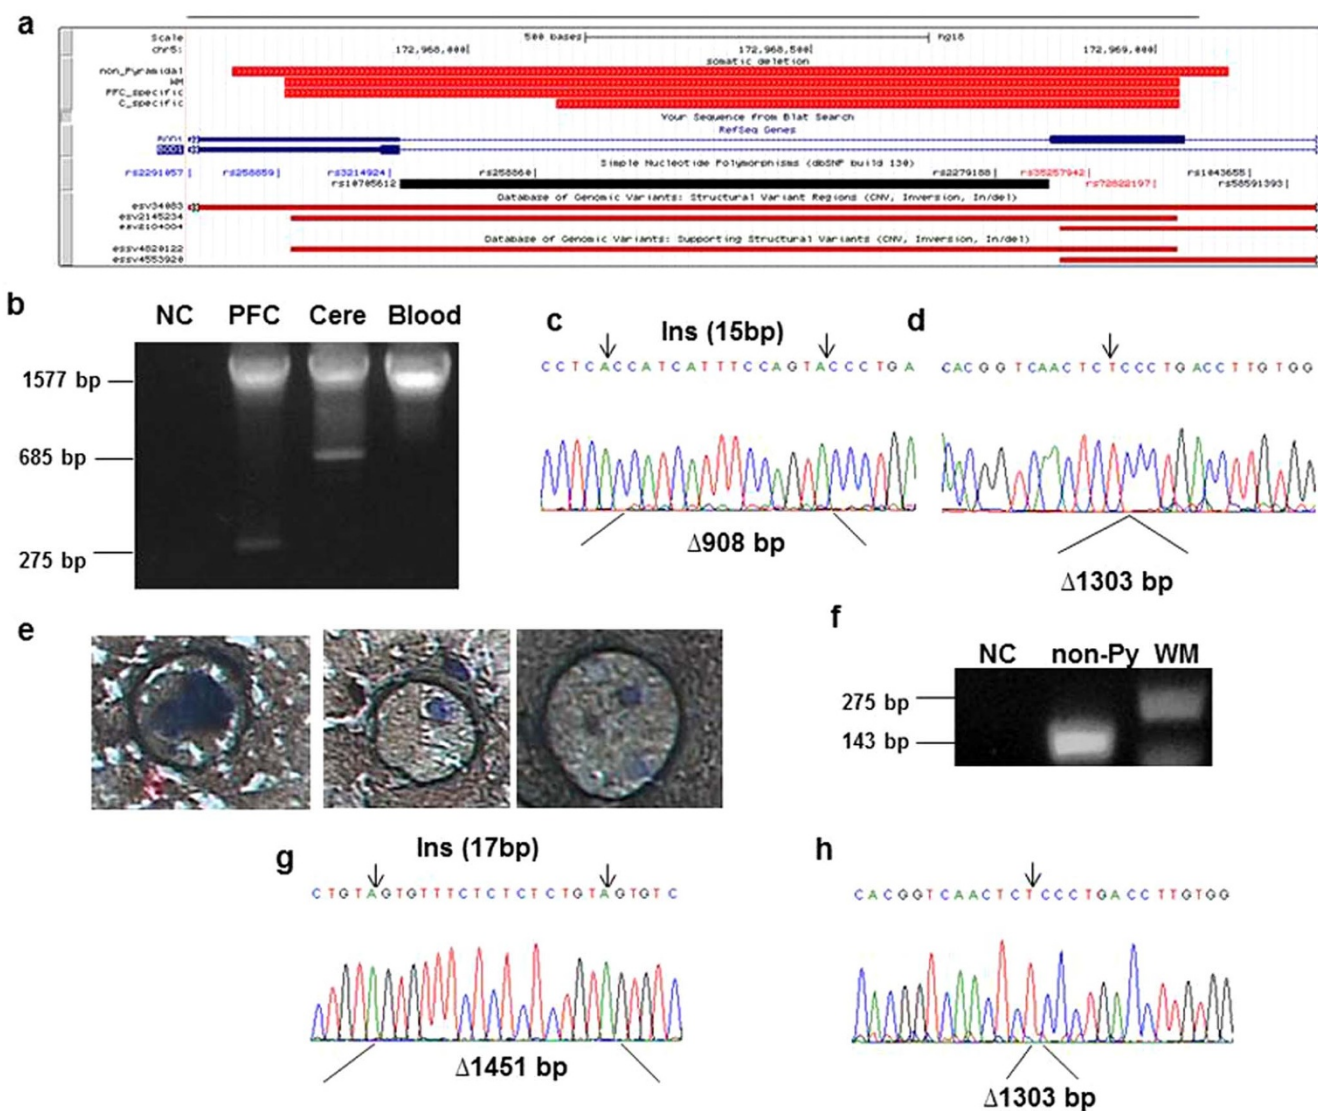 a
Scale 500 bases hg18
chr5: 172,968,000| 172,968,500| 172,969,000|
somatic deletion
non_Pyramidal
WM
PFC_specific
C_specific
Your Sequence from Blat Search
RefSeq Genes
BOD1
BOD1
Simple Nucleotide Polymorphisms (dbSNP build 130)
rs2291057 rs258859 rs3214924 rs258860 rs2279188 rs35257942 rs1043655
rs10705612 rs72822197 rs58591393
Database of Genomic Variants: Structural Variant Regions (CNV, Inversion, In/del)
esv34083
esv2145234
Database of Genomic Variants: Supporting Structural Variants (CNV, Inversion, In/del)
essv4820122
essv4553920
b
NC PFC Cere Blood
1577 bp
685 bp
275 bp
c
Ins (15bp)
CCTCACCATCATTTCCAGTACCCTGA
Δ908 bp
d
CACGGTCAACTCTCCCTGACCTTGTGG
Δ1303 bp
e
f
NC non-Py WM
275 bp
143 bp
g
Ins (17bp)
CTGTAGTGTTTCTCTCTCTGTAGTGTC
Δ1451 bp
h
CACGGTCAACTCTCCCTGACCTTGTGG
Δ1303 bp